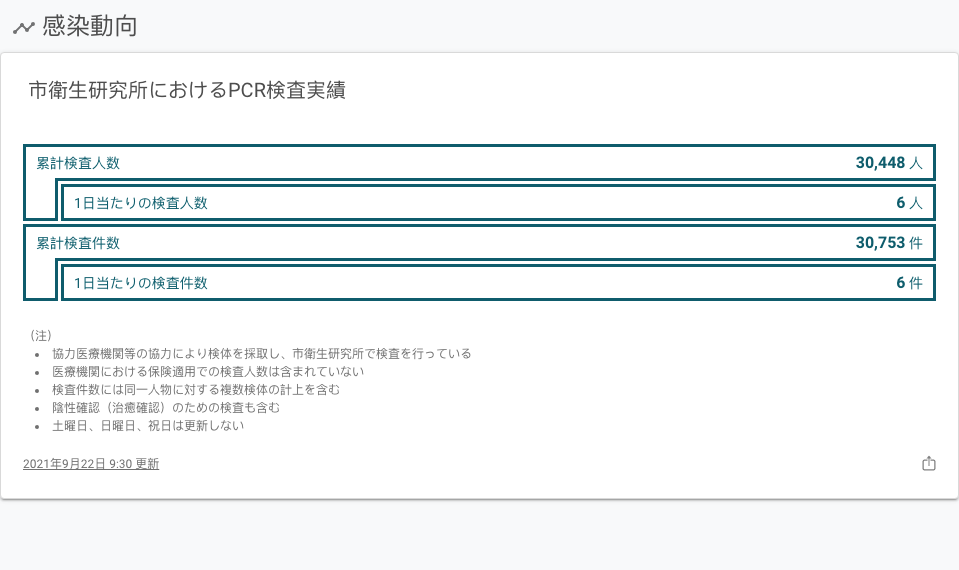 感染動向
市衛生研究所におけるPCR検査実績
累計検査人数 30,448 人
1日当たりの検査人数 6 人
累計検査件数 30,753 件
1日当たりの検査件数 6 件
（注）
• 協力医療機関等の協力により検体を採取し、市衛生研究所で検査を行っている
• 医療機関における保険適用での検査人数は含まれていない
• 検査件数には同一人物に対する複数検体の計上を含む
• 陰性確認（治癒確認）のための検査も含む
• 土曜日、日曜日、祝日は更新しない
2021年9月22日 9:30 更新